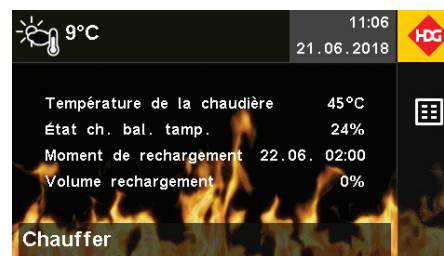 9°C
11:06
21.06.2018
HDG
Température de la chaudière 45°C
État ch. bal. tamp. 24%
Moment de rechargement 22.06. 02:00
Volume rechargement 0%
Chauffer